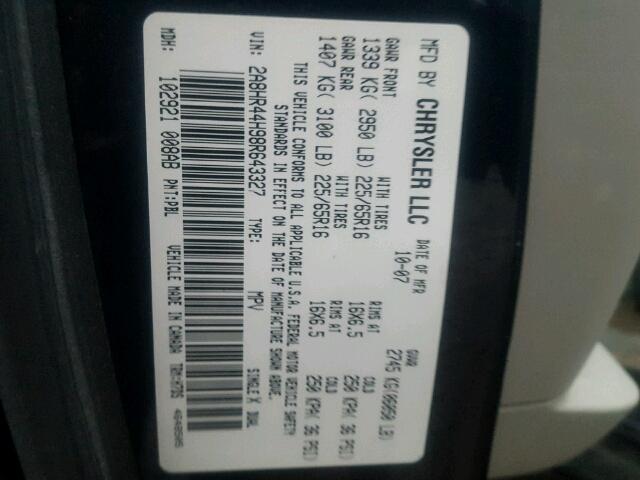 MFD BY CHRYSLER LLC DATE OF MFR 10-07 GVWR 2745 KG(06050 LB)
GAWR FRONT WITH TIRES RIMS AT COLD
1339 KG( 2950 LB) 225/65R16 16X6.5 250 KPA( 36 PSI)
GAWR REAR WITH TIRES RIMS AT COLD
1407 KG( 3100 LB) 225/65R16 16X6.5 250 KPA( 36 PSI)
THIS VEHICLE CONFORMS TO ALL APPLICABLE U.S.A. FEDERAL MOTOR VEHICLE SAFETY
STANDARDS IN EFFECT ON THE DATE OF MANUFACTURE SHOWN ABOVE.
VIN: 2A8HR44H98R643327 MPV SINGLE X DUAL
MDH: 102921 008AB PNT:PBL VEHICLE MADE IN CANADA